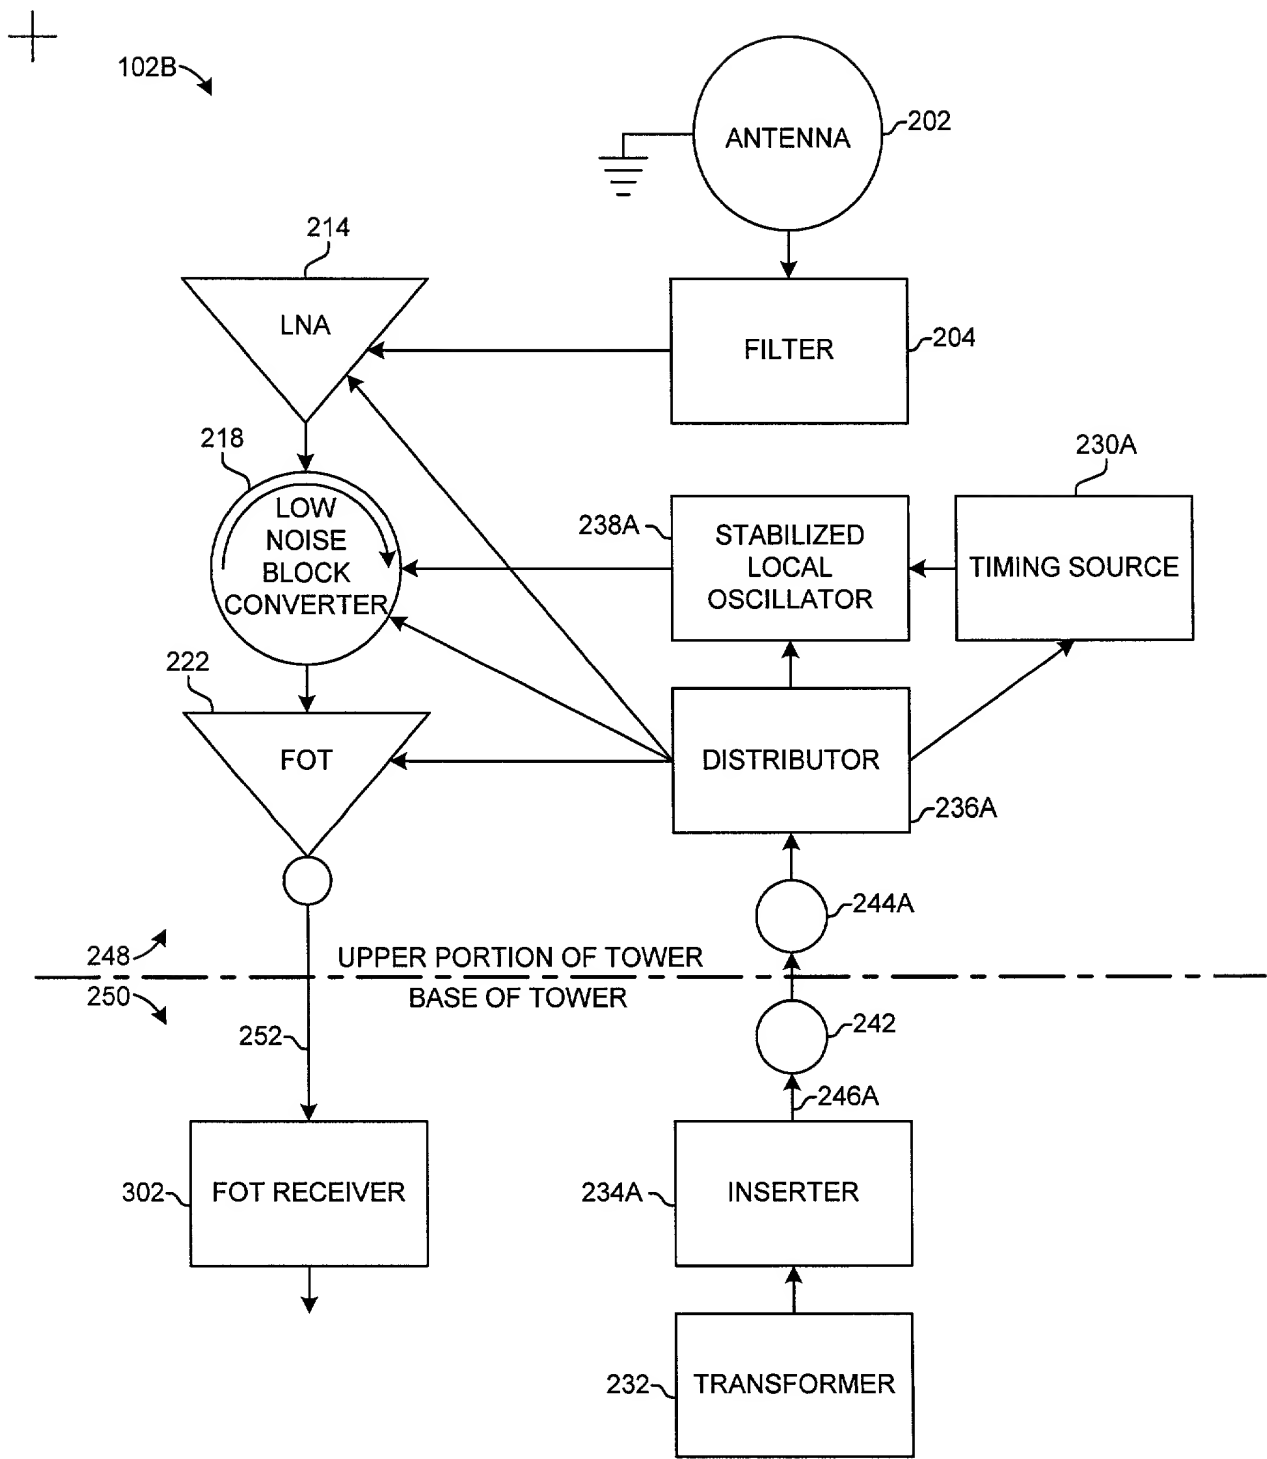 102B
ANTENNA
202
214
LNA
FILTER
204
218
LOW
NOISE
BLOCK
CONVERTER
238A
STABILIZED
LOCAL
OSCILLATOR
230A
TIMING SOURCE
222
FOT
DISTRIBUTOR
236A
244A
248
UPPER PORTION OF TOWER
250
BASE OF TOWER
252
242
246A
302
FOT RECEIVER
234A
INSERTER
232
TRANSFORMER